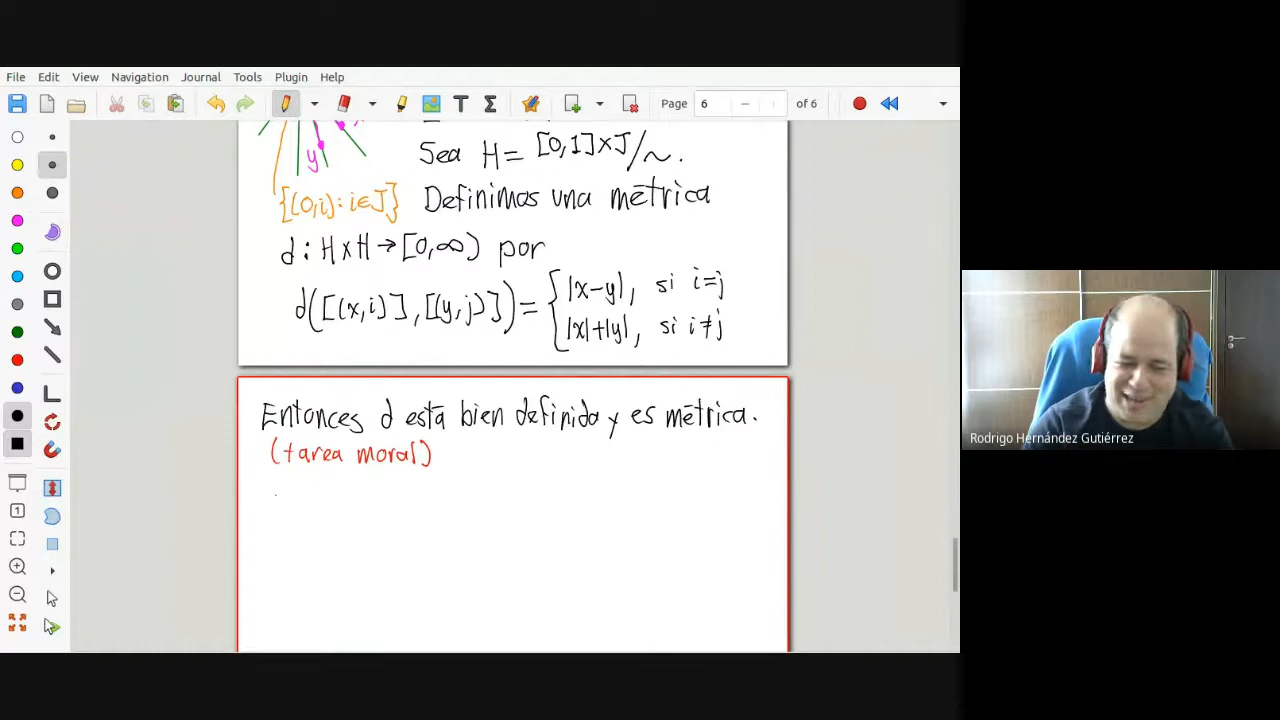 File Edit View Navigation Journal Tools Plugin Help
Page 6 of 6
Sea H = [0,1]×J/~.
y
{(0,i): i∈J} Definimos una métrica
d: H×H→[0,∞) por
d([(x,i)],[(y,j)]) = { |x-y|, si i=j
|x|+|y|, si i≠j
Entonces d está bien definida y es métrica.
(tarea moral)
Rodrigo Hernández Gutiérrez